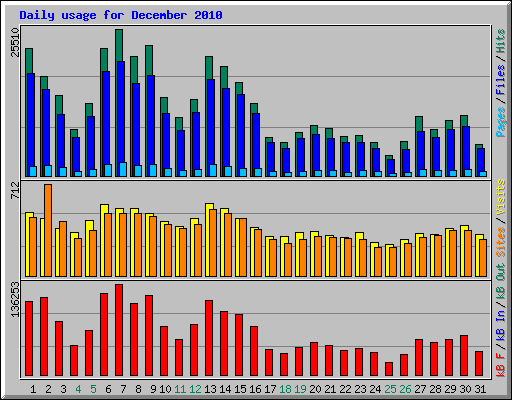 Daily usage for December 2010
25510
Pages / Files / Hits
712
Sites / Visits
136253
kB F / kB In / kB Out
1 2 3 4 5 6 7 8 9 10 11 12 13 14 15 16 17 18 19 20 21 22 23 24 25 26 27 28 29 30 31